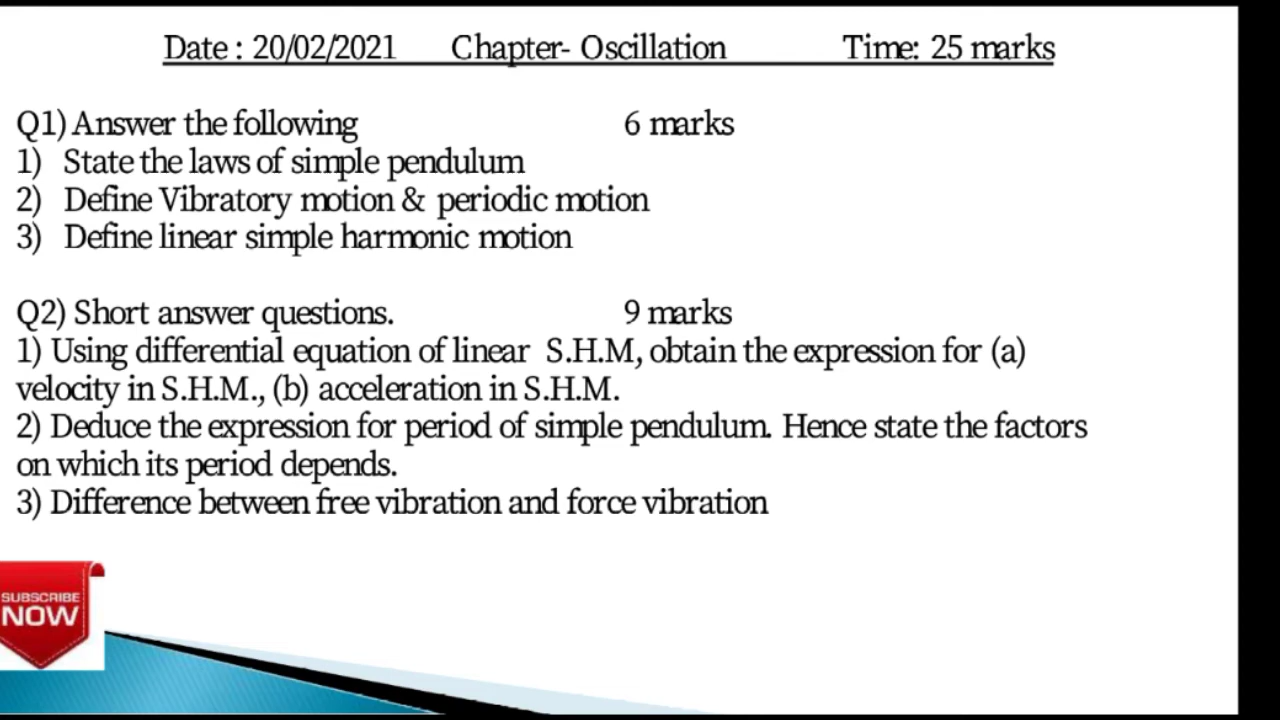 Date : 20/02/2021 Chapter- Oscillation Time: 25 marks
Q1) Answer the following 6 marks
1) State the laws of simple pendulum
2) Define Vibratory motion & periodic motion
3) Define linear simple harmonic motion
Q2) Short answer questions. 9 marks
1) Using differential equation of linear S.H.M, obtain the expression for (a)
velocity in S.H.M., (b) acceleration in S.H.M.
2) Deduce the expression for period of simple pendulum. Hence state the factors
on which its period depends.
3) Difference between free vibration and force vibration
SUBSCRIBE
NOW